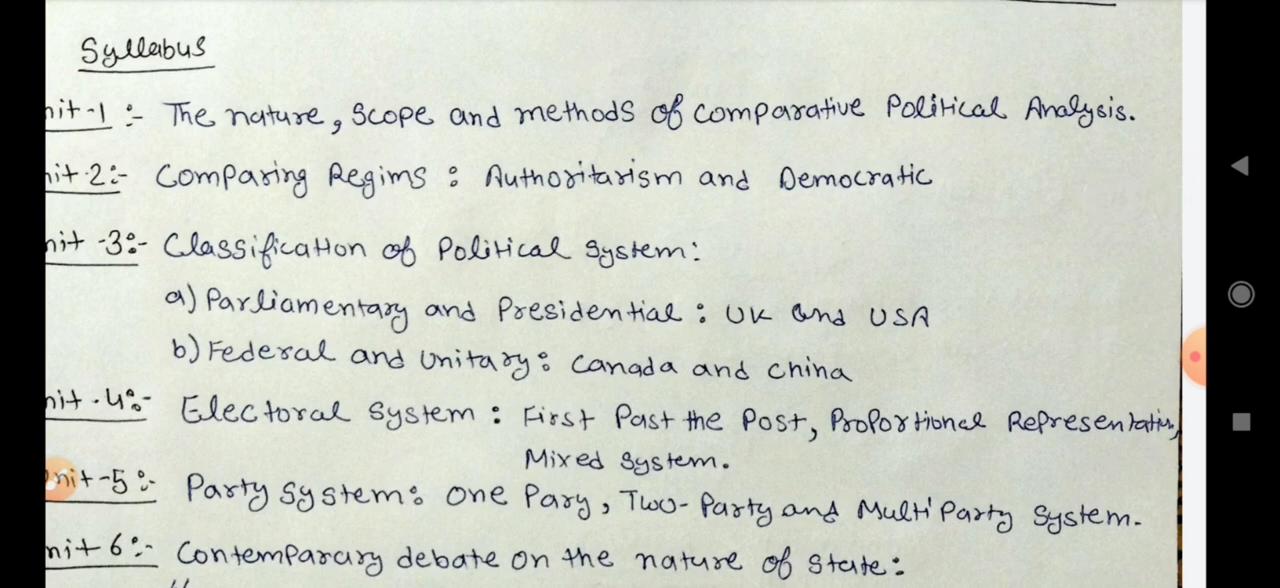 Syllabus
nit-1 :- The nature, Scope and methods of comparative Political Analysis.
nit-2:- Comparing Regims : Authoritarism and Democratic
nit-3:- Classification of Political System:
a) Parliamentary and Presidential : UK and USA
b) Federal and Unitary: Canada and China
nit-4:- Electoral System : First Past the Post, Proportional Representation,
Mixed System.
nit-5:- Party System: One Pary, Two-Party and Multi Party System.
nit 6:- Contemparary debate on the nature of State: